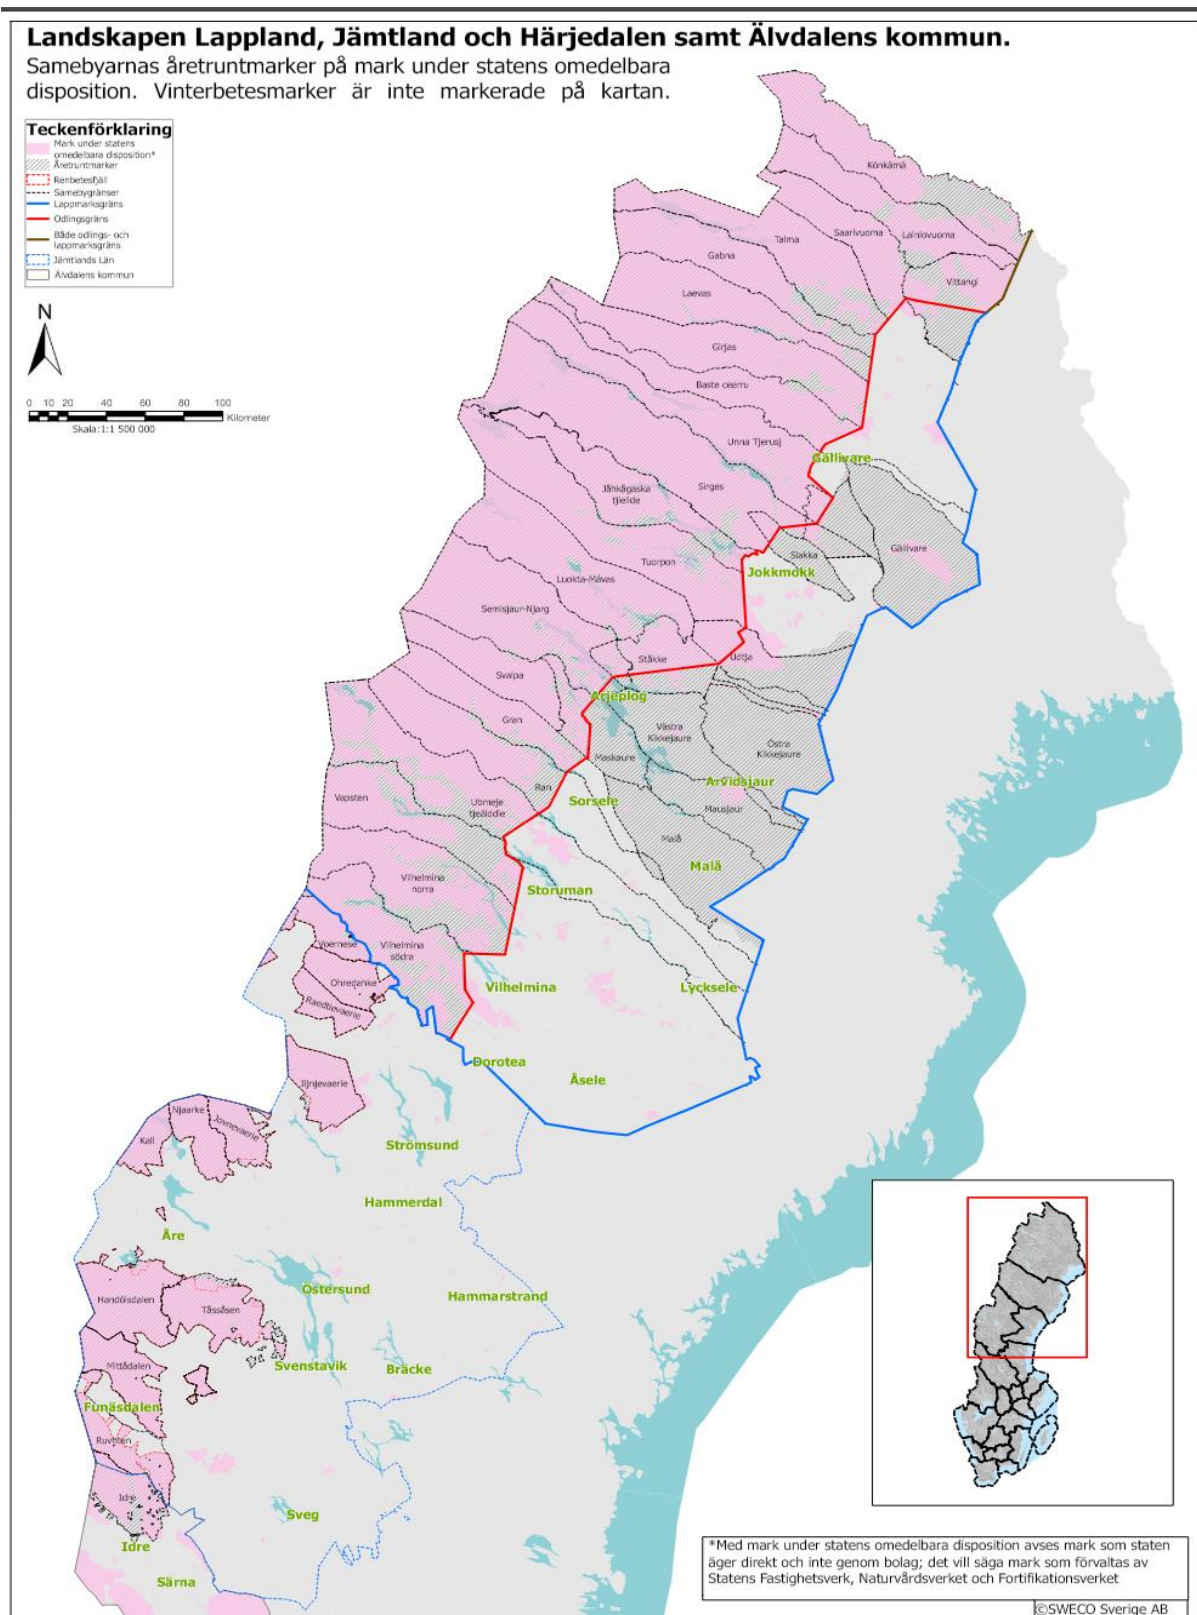 Landskapen Lappland, Jämtland och Härjedalen samt Älvdalens kommun.
Samebyarnas åretruntmarker på mark under statens omedelbara
disposition. Vinterbetesmarker är inte markerade på kartan.
Teckenförklaring
Mark under statens
omedelbara disposition*
Åretruntmarker
Renbetesfjäll
Samebygränser
Lappmarksgräns
Odlingsgräns
Både odlings- och
lappmarksgräns
Jämtlands Län
Älvdalens kommun
N
0 10 20 40 60 80 100
Kilometer
Skala:1:1 500 000
Könkämä
Lainiovuoma
Saarivuoma
Talma
Gabna
Vittangi
Laevas
Girjas
Baste cearru
Unna Tjerusj
Gällivare
Sirges
Jåhkågaska
tjiellde
Gällivare
Slakka
Jokkmokk
Tuorpon
Luokta-Mávas
Semisjaur-Njarg
Ståkke
Udtja
Svaipa
Arjeplog
Gran
Västra
Kikkejaure
Östra
Kikkejaure
Maskaure
Arvidsjaur
Ran
Sorsele
Vapsten
Ubmeje
tjeälddie
Mausjaur
Malå
Malå
Vilhelmina
norra
Storuman
Voernese
Vilhelmina
södra
Ohredahke
Raedtievaerie
Vilhelmina
Lycksele
Dorotea
Åsele
Jijnjevaerie
Njaarke
Jovnevaerie
Kall
Strömsund
Hammerdal
Åre
Handölsdalen
Tåssåsen
Östersund
Hammarstrand
Svenstavik
Bräcke
Mittådalen
Funäsdalen
Ruvhten
Idre
Sveg
Idre
Särna
*Med mark under statens omedelbara disposition avses mark som staten
äger direkt och inte genom bolag; det vill säga mark som förvaltas av
Statens Fastighetsverk, Naturvårdsverket och Fortifikationsverket
©SWECO Sverige AB